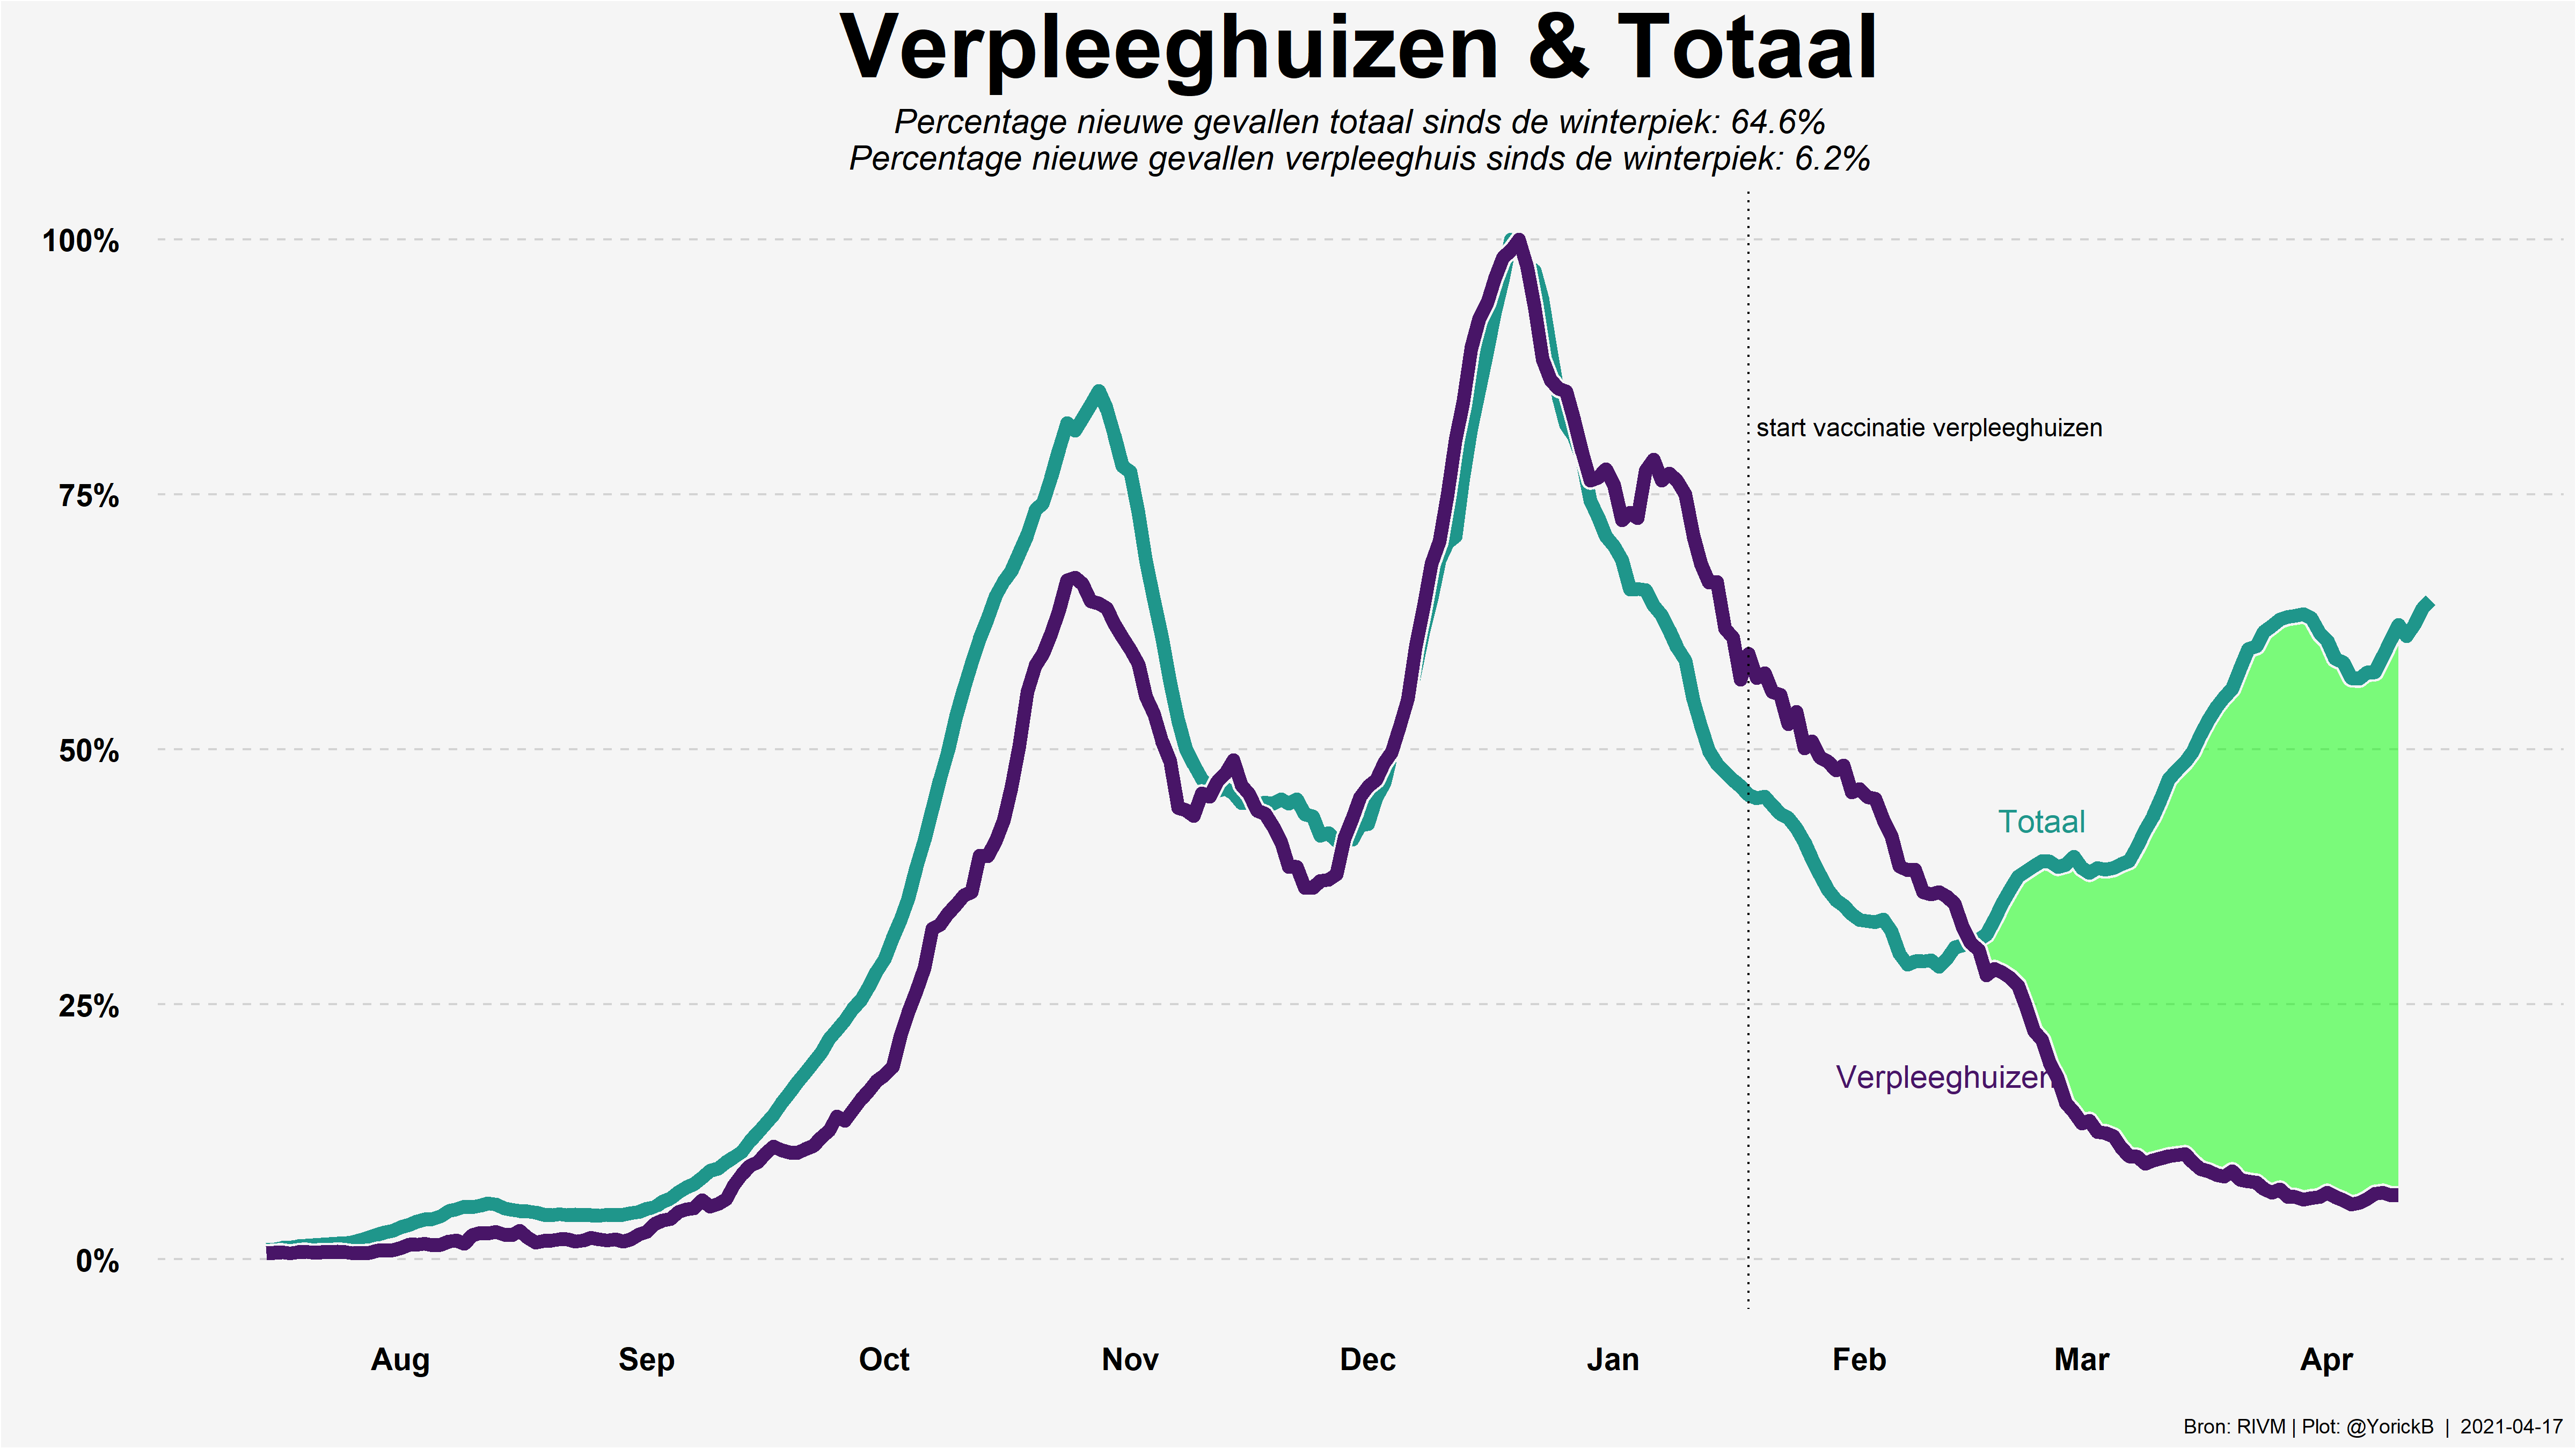 Verpleeghuizen & Totaal
Percentage nieuwe gevallen totaal sinds de winterpiek: 64.6%
Percentage nieuwe gevallen verpleeghuis sinds de winterpiek: 6.2%
100%
start vaccinatie verpleeghuizen
75%
50%
Totaal
25%
Verpleeghuizen
0%
Aug Sep Oct Nov Dec Jan Feb Mar Apr
Bron: RIVM | Plot: @YorickB | 2021-04-17